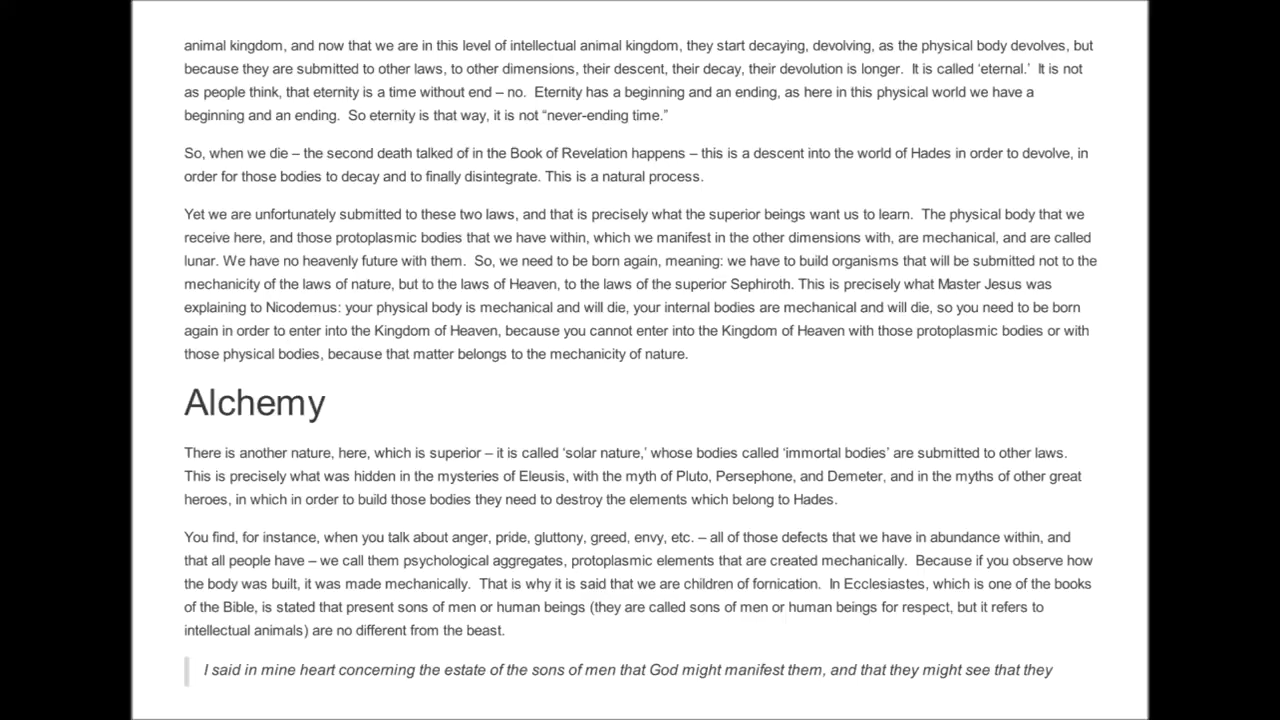 animal kingdom, and now that we are in this level of intellectual animal kingdom, they start decaying, devolving, as the physical body devolves, but
because they are submitted to other laws, to other dimensions, their descent, their decay, their devolution is longer.  It is called ‘eternal.’  It is not
as people think, that eternity is a time without end – no.  Eternity has a beginning and an ending, as here in this physical world we have a
beginning and an ending.  So eternity is that way, it is not “never-ending time.”
So, when we die – the second death talked of in the Book of Revelation happens – this is a descent into the world of Hades in order to devolve, in
order for those bodies to decay and to finally disintegrate. This is a natural process.
Yet we are unfortunately submitted to these two laws, and that is precisely what the superior beings want us to learn.  The physical body that we
receive here, and those protoplasmic bodies that we have within, which we manifest in the other dimensions with, are mechanical, and are called
lunar. We have no heavenly future with them.  So, we need to be born again, meaning: we have to build organisms that will be submitted not to the
mechanicity of the laws of nature, but to the laws of Heaven, to the laws of the superior Sephiroth. This is precisely what Master Jesus was
explaining to Nicodemus: your physical body is mechanical and will die, your internal bodies are mechanical and will die, so you need to be born
again in order to enter into the Kingdom of Heaven, because you cannot enter into the Kingdom of Heaven with those protoplasmic bodies or with
those physical bodies, because that matter belongs to the mechanicity of nature.
Alchemy
There is another nature, here, which is superior – it is called ‘solar nature,’ whose bodies called ‘immortal bodies’ are submitted to other laws.
This is precisely what was hidden in the mysteries of Eleusis, with the myth of Pluto, Persephone, and Demeter, and in the myths of other great
heroes, in which in order to build those bodies they need to destroy the elements which belong to Hades.
You find, for instance, when you talk about anger, pride, gluttony, greed, envy, etc. – all of those defects that we have in abundance within, and
that all people have – we call them psychological aggregates, protoplasmic elements that are created mechanically.  Because if you observe how
the body was built, it was made mechanically.  That is why it is said that we are children of fornication.  In Ecclesiastes, which is one of the books
of the Bible, is stated that present sons of men or human beings (they are called sons of men or human beings for respect, but it refers to
intellectual animals) are no different from the beast.
I said in mine heart concerning the estate of the sons of men that God might manifest them, and that they might see that they